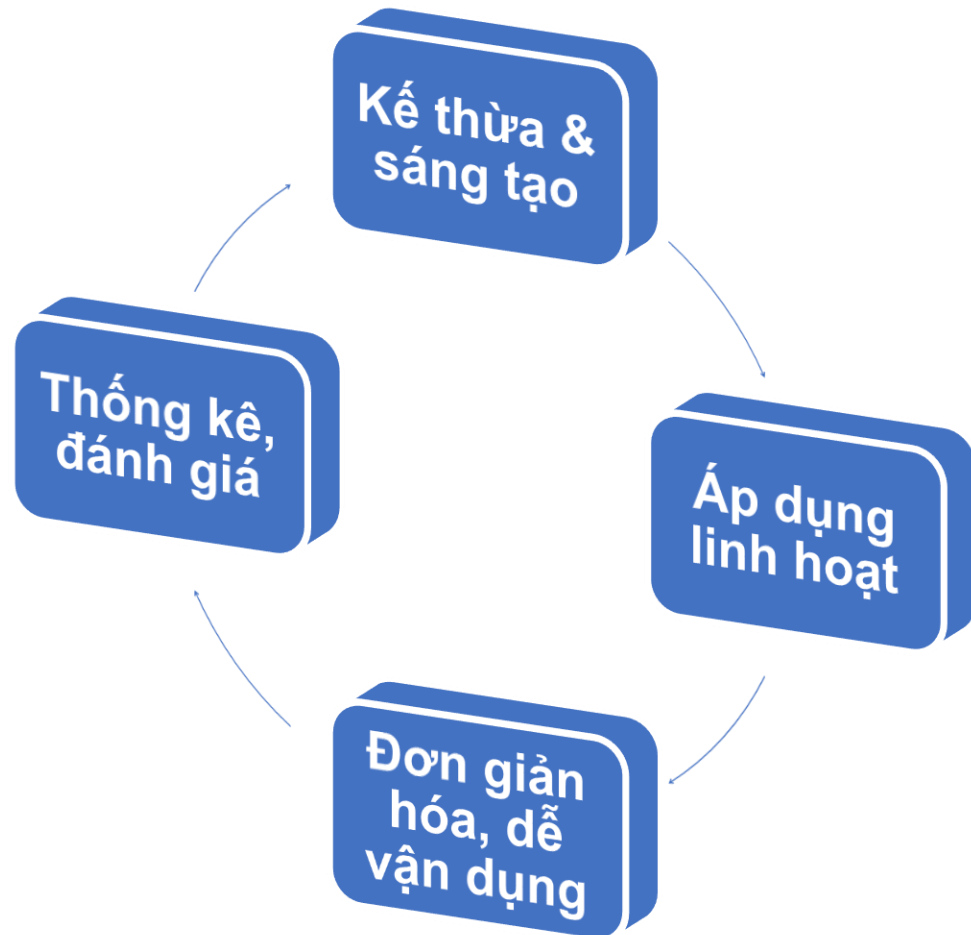 Kế thừa &
sáng tạo
Áp dụng
linh hoạt
Đơn giản
hóa, dễ
vận dụng
Thống kê,
đánh giá